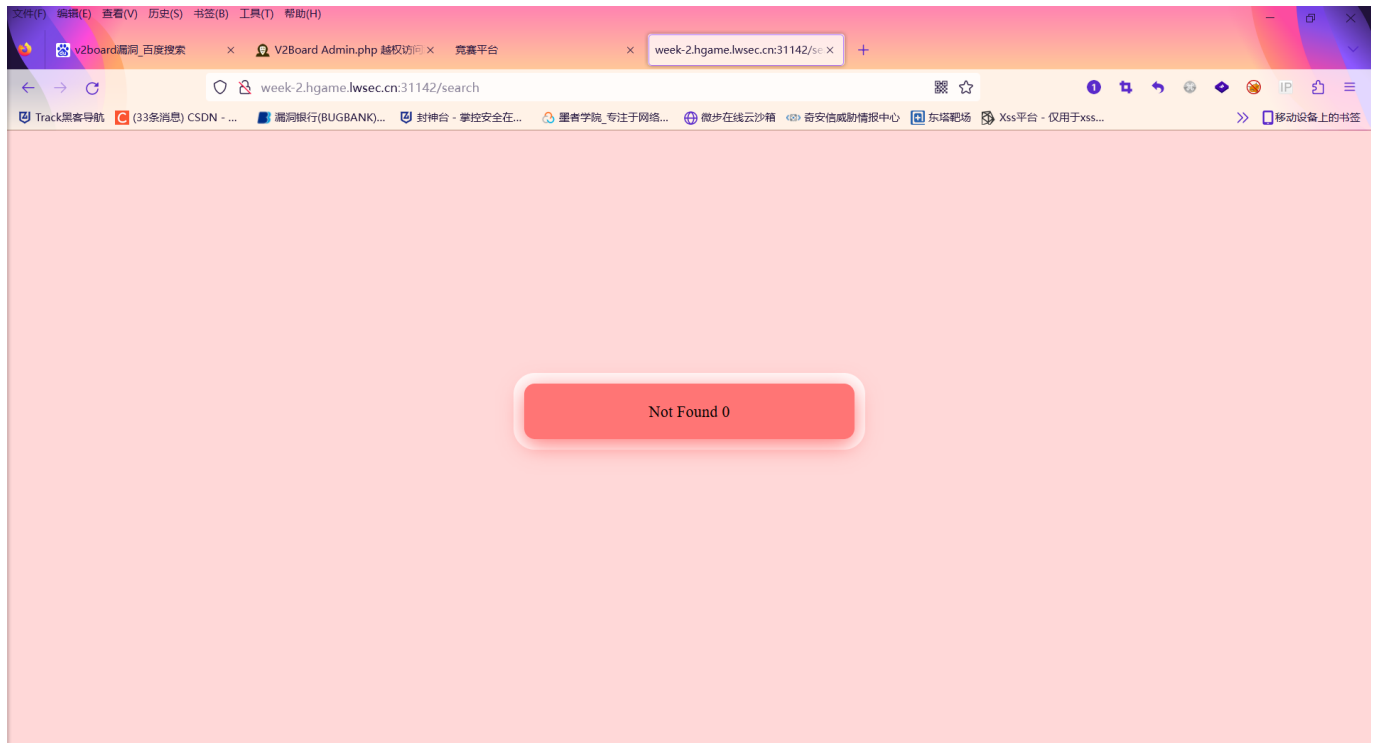 文件(F) 编辑(E) 查看(V) 历史(S) 书签(B) 工具(T) 帮助(H)
v2board漏洞_百度搜索 V2Board Admin.php 越权访问 竞赛平台 week-2.hgame.lwsec.cn:31142/se
week-2.hgame.lwsec.cn:31142/search
Track黑客导航 (33条消息) CSDN - ... 漏洞银行(BUGBANK)... 封神台 - 掌控安全在... 墨者学院_专注于网络... 微步在线云沙箱 奇安信威胁情报中心 东塔靶场 Xss平台 - 仅用于xss... 移动设备上的书签
Not Found 0